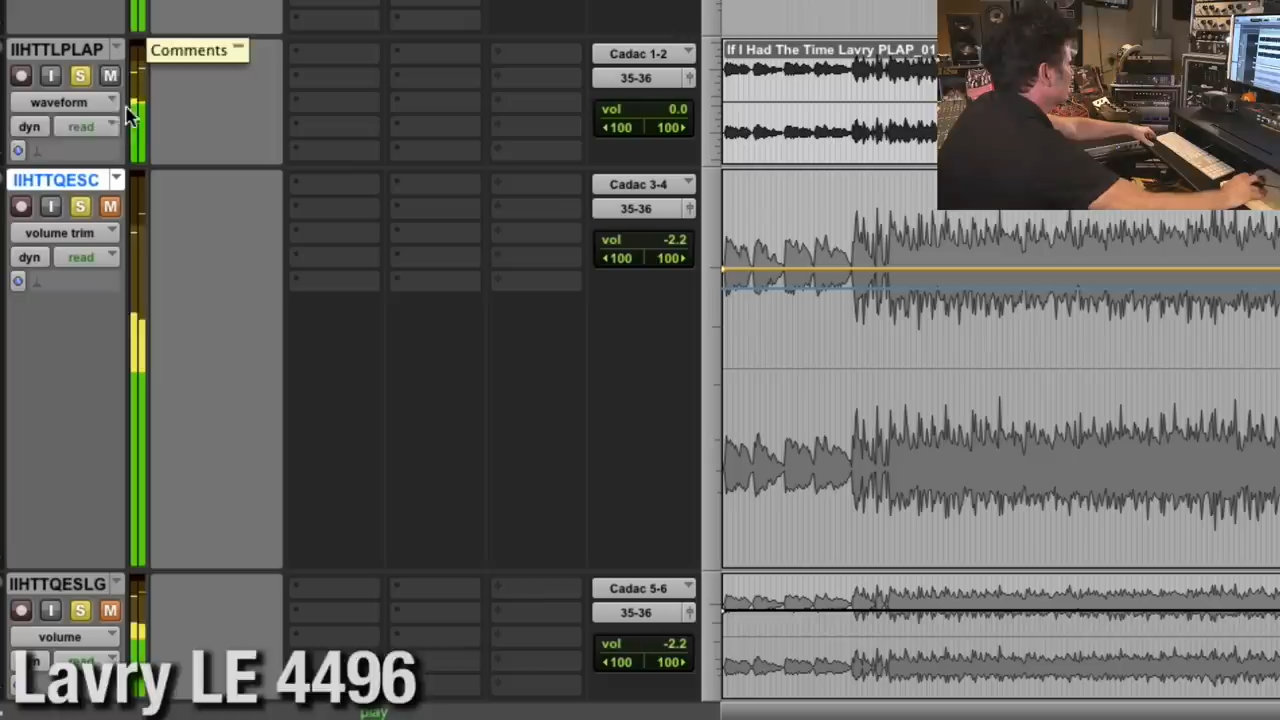 IIHTTLPLAP
Comments
Cadac 1-2
If I Had The Time Lavry PLAP_01
I S M
35-36
waveform
vol 0.0
dyn read
100 100
IIHTTQESC
Cadac 3-4
I S M
35-36
volume trim
vol -2.2
dyn read
100 100
IIHTTQESLG
Cadac 5-6
I S M
35-36
volume
vol -2.2
read
100 100
Lavry LE 4496
play